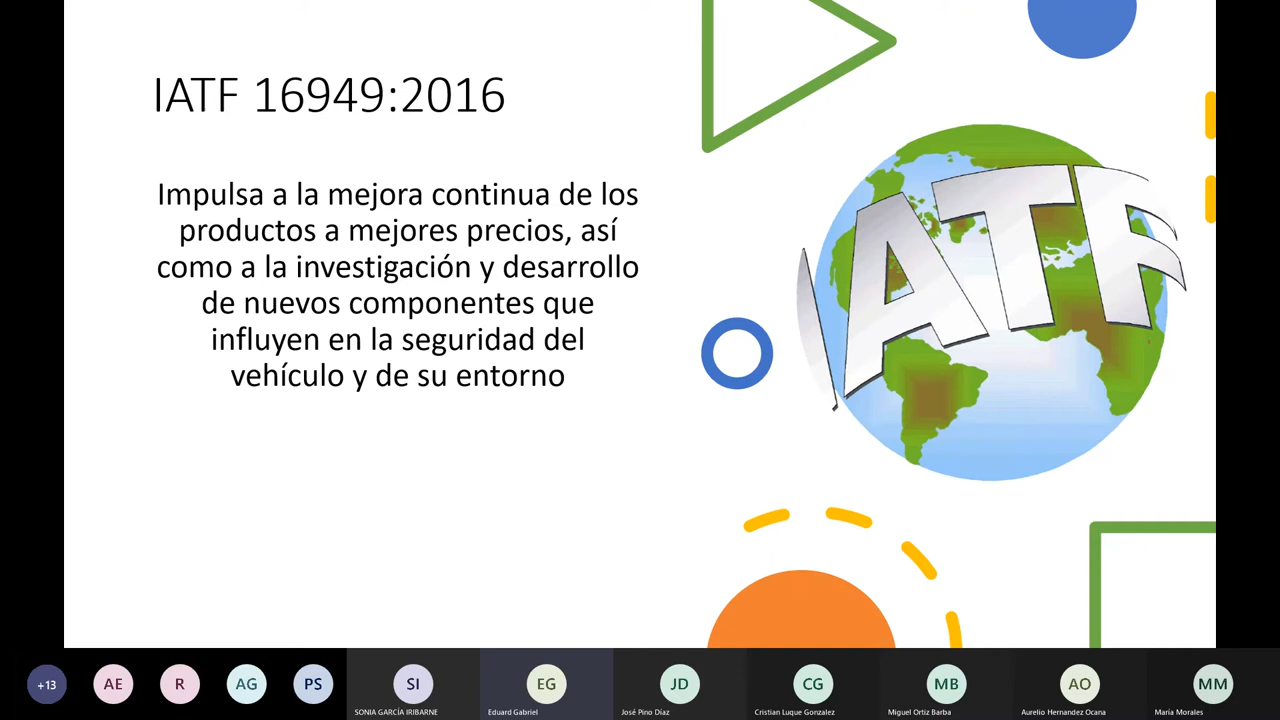 IATF 16949:2016
Impulsa a la mejora continua de los
productos a mejores precios, así
como a la investigación y desarrollo
de nuevos componentes que
influyen en la seguridad del
vehículo y de su entorno
IATF
+13
AE
R
AG
PS
SI
EG
JD
CG
MB
AO
MM
SONIA GARCÍA IRIBARNE
Eduard Gabriel
José Pino Díaz
Cristian Luque Gonzalez
Miguel Ortiz Barba
Aurelio Hernandez Ocana
María Morales